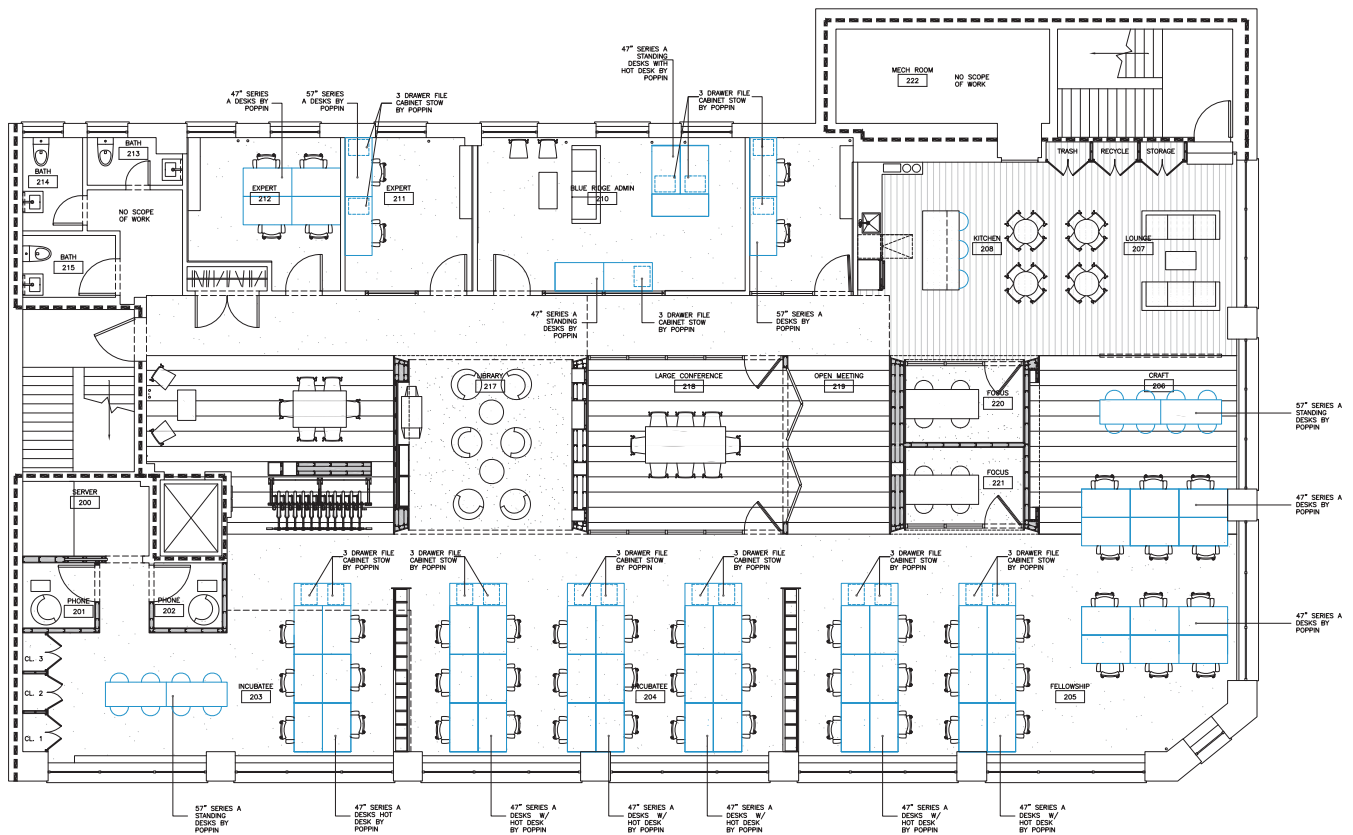 47" SERIES A
STANDING
DESKS WITH
HOT DESK BY
POPPIN
MECH ROOM
222
NO SCOPE
OF WORK
47" SERIES
A DESKS BY
POPPIN
57" SERIES
A DESKS BY
POPPIN
3 DRAWER FILE
CABINET STOW
BY POPPIN
3 DRAWER FILE
CABINET STOW
BY POPPIN
BATH
213
BATH
214
TRASH
RECYCLE
STORAGE
EXPERT
212
EXPERT
211
BLUE RIDGE ADMIN
210
NO SCOPE
OF WORK
KITCHEN
208
LOUNGE
207
BATH
215
47" SERIES A
STANDING
DESKS BY
POPPIN
3 DRAWER FILE
CABINET STOW
BY POPPIN
57" SERIES A
DESKS BY
POPPIN
LIBRARY
217
LARGE CONFERENCE
218
OPEN MEETING
219
FOCUS
220
CRAFT
206
57" SERIES A
STANDING
DESKS BY
POPPIN
FOCUS
221
SERVER
200
47" SERIES A
DESKS BY
POPPIN
3 DRAWER FILE
CABINET STOW
BY POPPIN
3 DRAWER FILE
CABINET STOW
BY POPPIN
3 DRAWER FILE
CABINET STOW
BY POPPIN
3 DRAWER FILE
CABINET STOW
BY POPPIN
3 DRAWER FILE
CABINET STOW
BY POPPIN
3 DRAWER FILE
CABINET STOW
BY POPPIN
PHONE
201
PHONE
202
47" SERIES A
DESKS BY
POPPIN
CL. 3
CL. 2
CL. 1
INCUBATEE
203
INCUBATEE
204
FELLOWSHIP
205
57" SERIES A
STANDING
DESKS BY
POPPIN
47" SERIES A
DESKS HOT
DESK BY
POPPIN
47" SERIES A
DESKS W/
HOT DESK
BY POPPIN
47" SERIES A
DESKS W/
HOT DESK
BY POPPIN
47" SERIES A
DESKS W/
HOT DESK
BY POPPIN
47" SERIES A
DESKS W/
HOT DESK
BY POPPIN
47" SERIES A
DESKS W/
HOT DESK
BY POPPIN